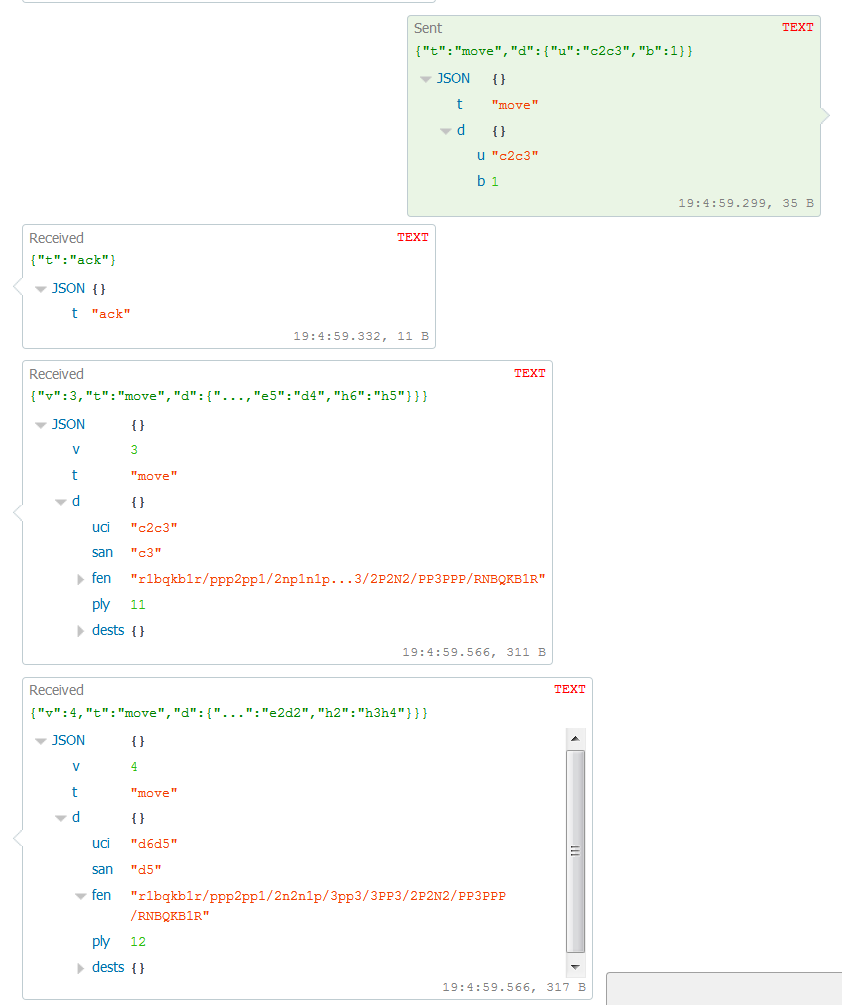 Sent TEXT
{"t":"move","d":{"u":"c2c3","b":1}}
JSON {}
t "move"
d {}
u "c2c3"
b 1
19:4:59.299, 35 B
Received TEXT
{"t":"ack"}
JSON {}
t "ack"
19:4:59.332, 11 B
Received TEXT
{"v":3,"t":"move","d":{"...,"e5":"d4","h6":"h5"}}}
JSON {}
v 3
t "move"
d {}
uci "c2c3"
san "c3"
fen "r1bqkb1r/ppp2pp1/2np1n1p...3/2P2N2/PP3PPP/RNBQKB1R"
ply 11
dests {}
19:4:59.566, 311 B
Received TEXT
{"v":4,"t":"move","d":{"...":"e2d2","h2":"h3h4"}}}
JSON {}
v 4
t "move"
d {}
uci "d6d5"
san "d5"
fen "r1bqkb1r/ppp2pp1/2n2n1p/3pp3/3PP3/2P2N2/PP3PPP
/RNBQKB1R"
ply 12
dests {}
19:4:59.566, 317 B